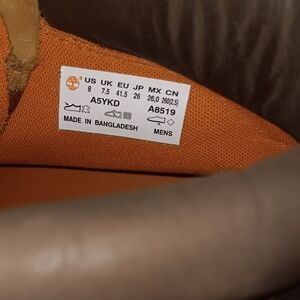 US UK EU JP MX CN
8 7.5 41.5 26 26,0 260(2.5)
A5YKD A8519
MADE IN BANGLADESH MENS